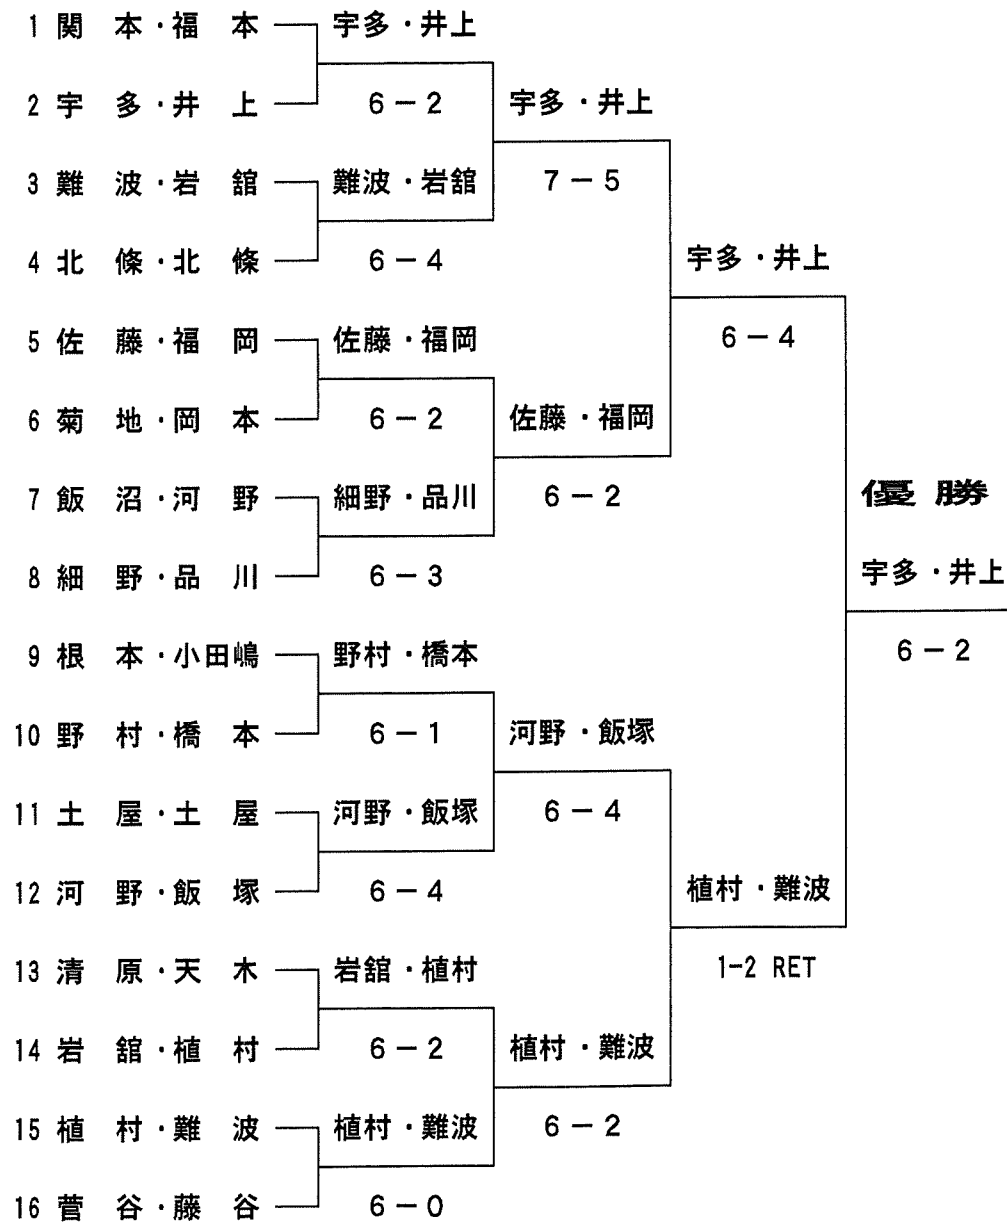 1 関 本・福 本 宇多・井上
2 宇 多・井 上 6－2 宇多・井上
3 難 波・岩 舘 難波・岩舘 7－5
4 北 條・北 條 6－4 宇多・井上
5 佐 藤・福 岡 佐藤・福岡 6－4
6 菊 地・岡 本 6－2 佐藤・福岡
7 飯 沼・河 野 細野・品川 6－2 優勝
8 細 野・品 川 6－3 宇多・井上
9 根 本・小田嶋 野村・橋本 6－2
10 野 村・橋 本 6－1 河野・飯塚
11 土 屋・土 屋 河野・飯塚 6－4
12 河 野・飯 塚 6－4 植村・難波
13 清 原・天 木 岩舘・植村 1-2 RET
14 岩 舘・植 村 6－2 植村・難波
15 植 村・難 波 植村・難波 6－2
16 菅 谷・藤 谷 6－0